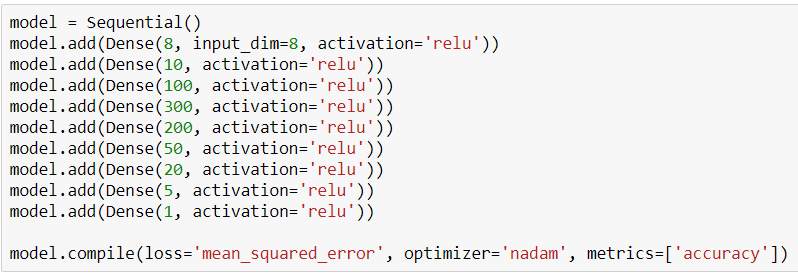 model = Sequential()
model.add(Dense(8, input_dim=8, activation='relu'))
model.add(Dense(10, activation='relu'))
model.add(Dense(100, activation='relu'))
model.add(Dense(300, activation='relu'))
model.add(Dense(200, activation='relu'))
model.add(Dense(50, activation='relu'))
model.add(Dense(20, activation='relu'))
model.add(Dense(5, activation='relu'))
model.add(Dense(1, activation='relu'))
model.compile(loss='mean_squared_error', optimizer='nadam', metrics=['accuracy'])